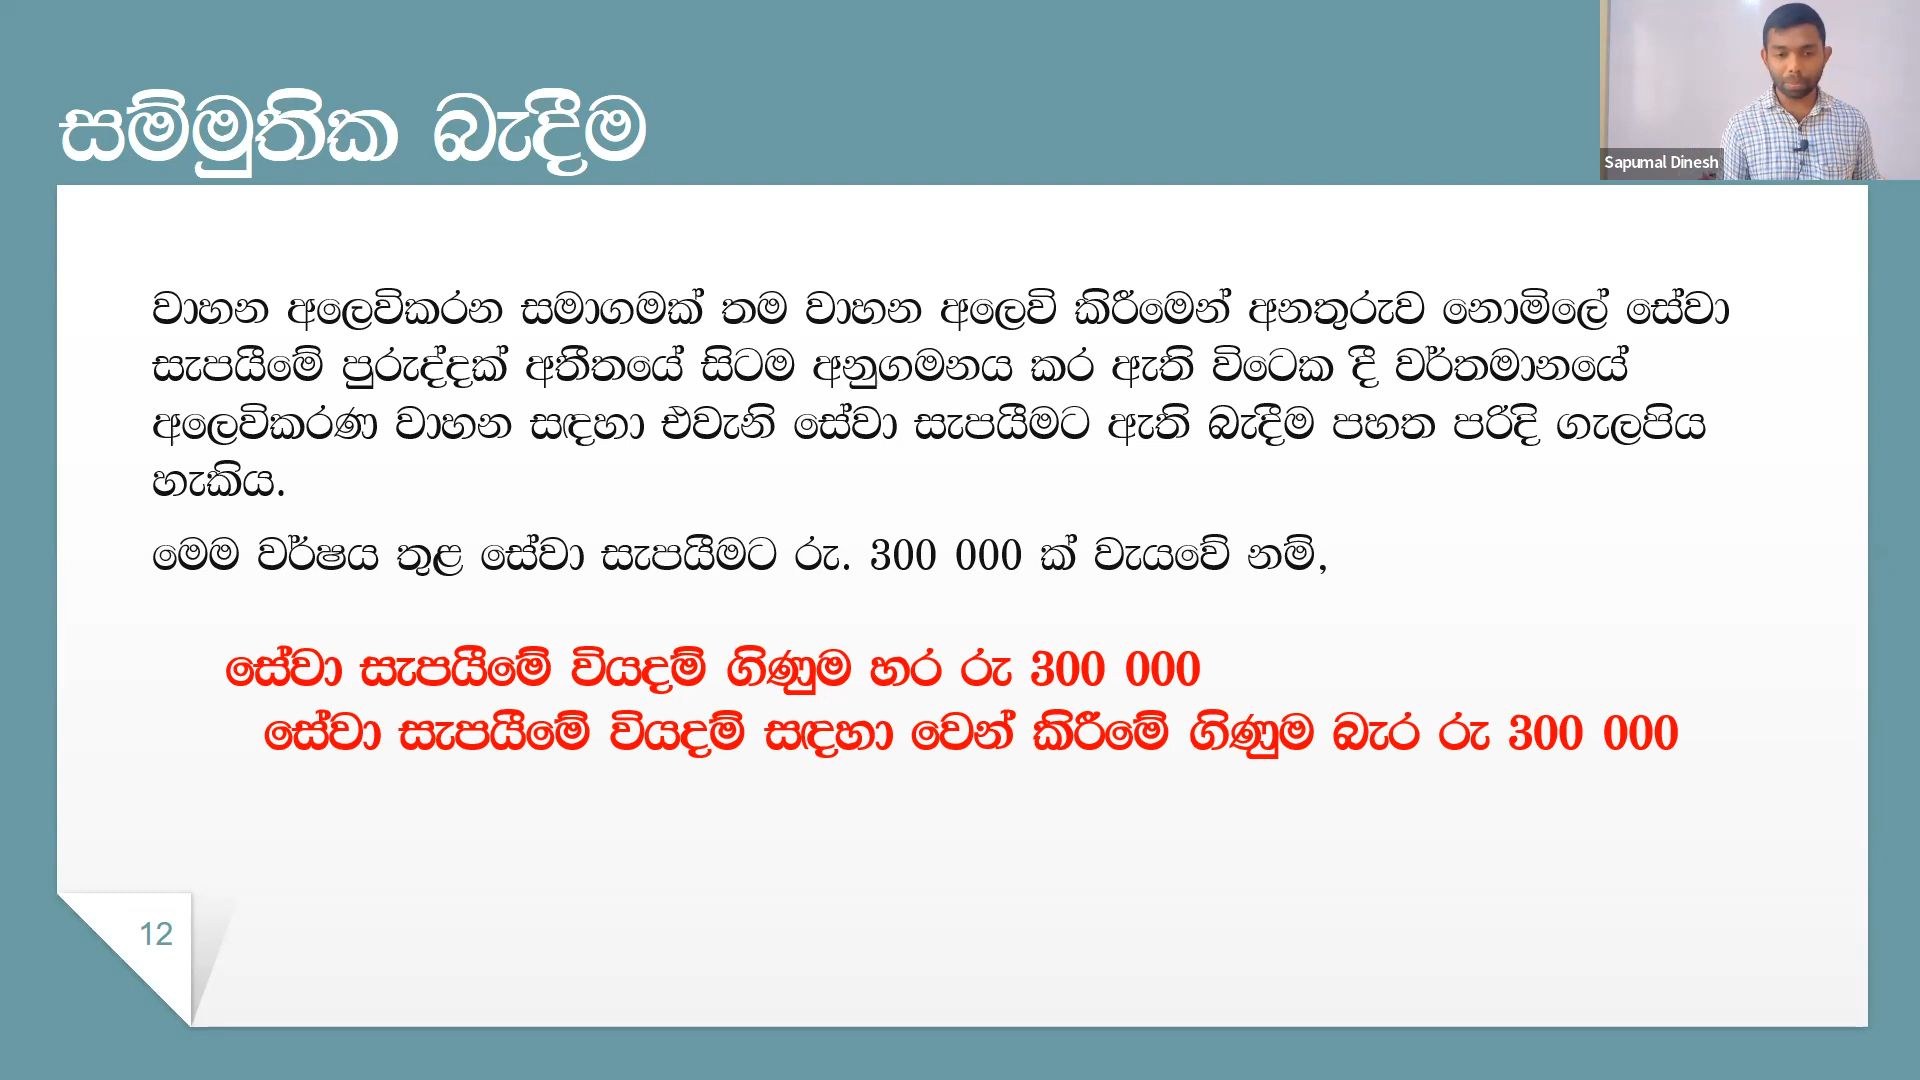 සම්මුතික බැදීම
Sapumal Dinesh
වාහන අලෙවිකරන සමාගමක් තම වාහන අලෙවි කිරීමෙන් අනතුරුව නොමිලේ සේවා
සැපයීමේ පුරුද්දක් අතීතයේ සිටම අනුගමනය කර ඇති විටෙක දී වර්තමානයේ
අලෙවිකරණ වාහන සඳහා එවැනි සේවා සැපයීමට ඇති බැදීම පහත පරිදි ගැලපිය
හැකිය.
මෙම වර්ෂය තුළ සේවා සැපයීමට රු. 300 000 ක් වැයවේ නම්,
සේවා සැපයීමේ වියදම් ගිණුම හර රු 300 000
සේවා සැපයීමේ වියදම් සඳහා වෙන් කිරීමේ ගිණුම බැර රු 300 000
12